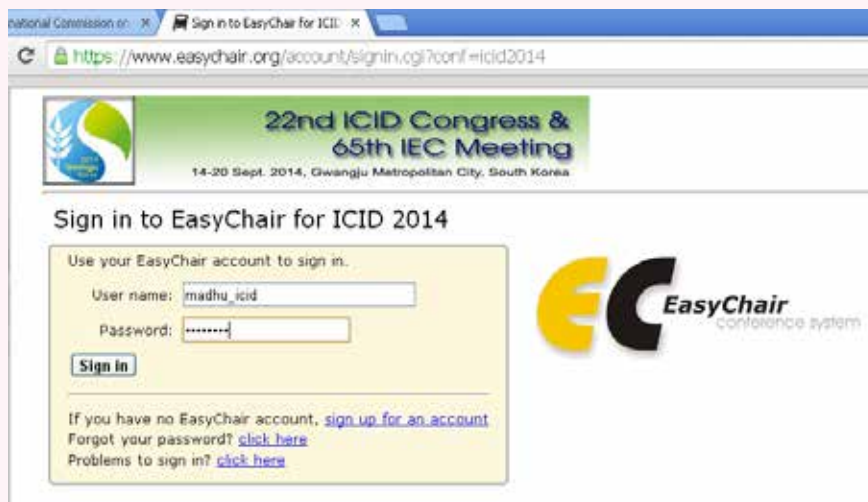 national Commission on ×
Sign in to EasyChair for ICID ×
https://www.easychair.org/account/signin.cgi?conf=icid2014
22nd ICID Congress &
65th IEC Meeting
14-20 Sept. 2014, Gwangju Metropolitan City, South Korea
Sign in to EasyChair for ICID 2014
Use your EasyChair account to sign in.
User name: madhu_icid
Password: ••••••••
Sign in
If you have no EasyChair account, sign up for an account
Forgot your password? click here
Problems to sign in? click here
EC EasyChair
conference system